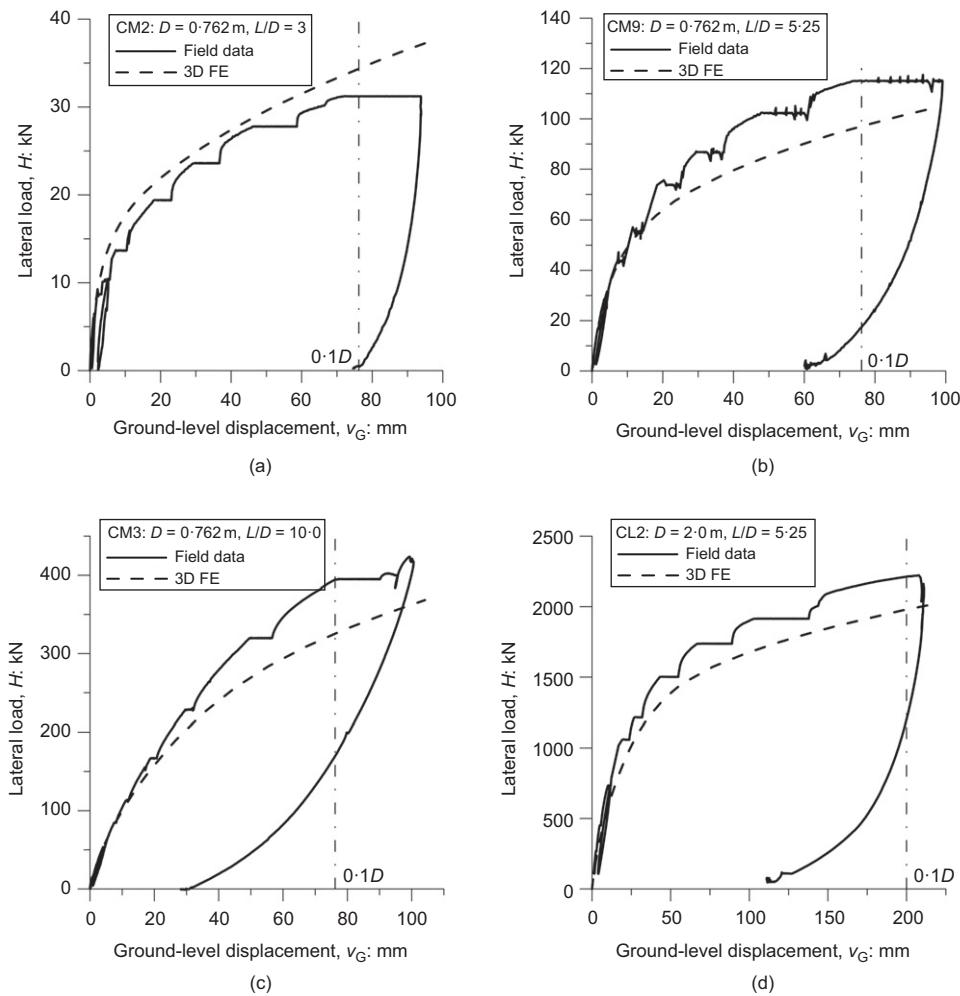 CM2: D = 0·762 m, L/D = 3
Field data
3D FE
40
30
20
10
0
Lateral load, H: kN
0·1D
0
20
40
60
80
100
Ground-level displacement, vG: mm
(a)
CM9: D = 0·762 m, L/D = 5·25
Field data
3D FE
140
120
100
80
60
40
20
0
Lateral load, H: kN
0·1D
0
20
40
60
80
100
Ground-level displacement, vG: mm
(b)
CM3: D = 0·762 m, L/D = 10·0
Field data
3D FE
400
300
200
100
0
Lateral load, H: kN
0·1D
0
20
40
60
80
100
Ground-level displacement, vG: mm
(c)
CL2: D = 2·0 m, L/D = 5·25
Field data
3D FE
2500
2000
1500
1000
500
0
Lateral load, H: kN
0·1D
0
50
100
150
200
Ground-level displacement, vG: mm
(d)